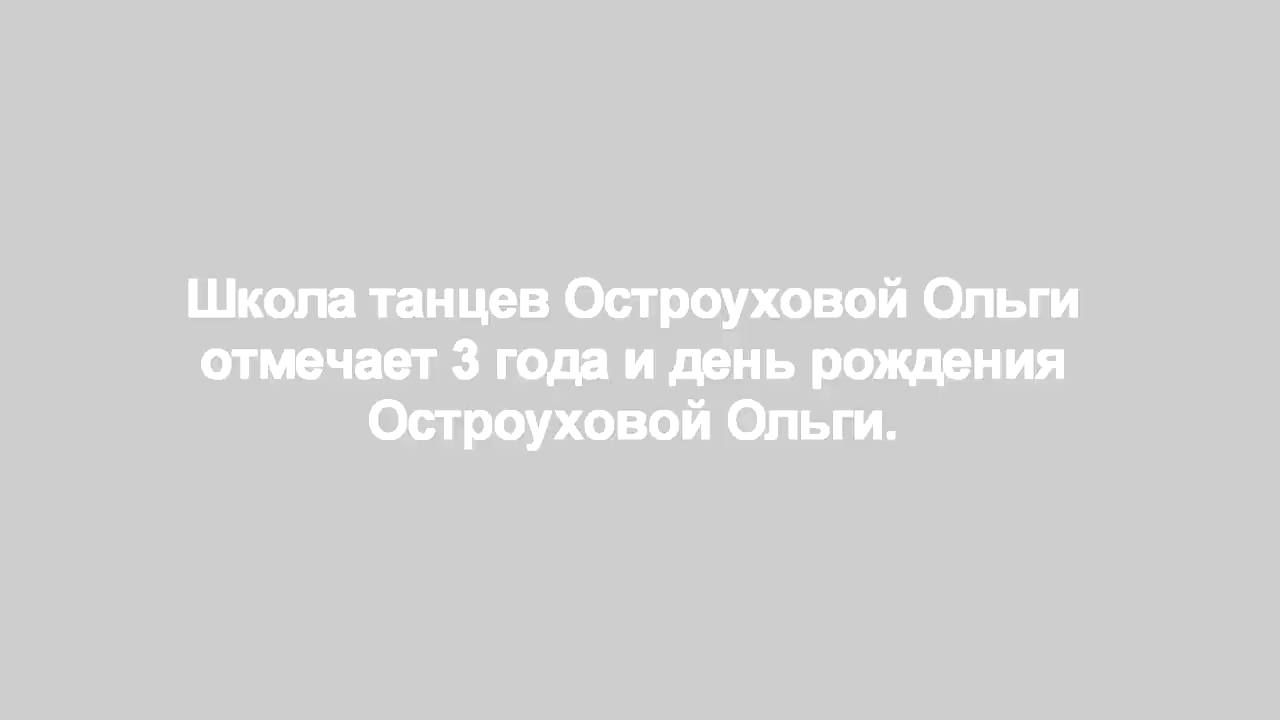 Школа танцев Остроуховой Ольги
отмечает 3 года и день рождения
Остроуховой Ольги.